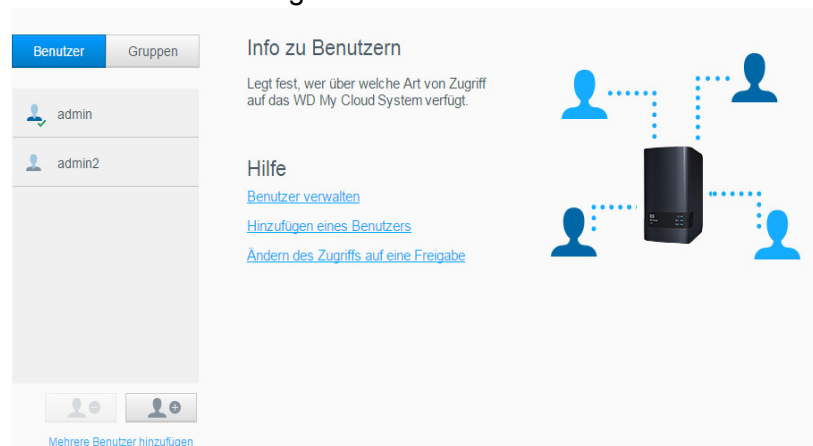 Benutzer
Gruppen
admin
admin2
Mehrere Benutzer hinzufügen
Info zu Benutzern
Legt fest, wer über welche Art von Zugriff
auf das WD My Cloud System verfügt.
Hilfe
Benutzer verwalten
Hinzufügen eines Benutzers
Ändern des Zugriffs auf eine Freigabe